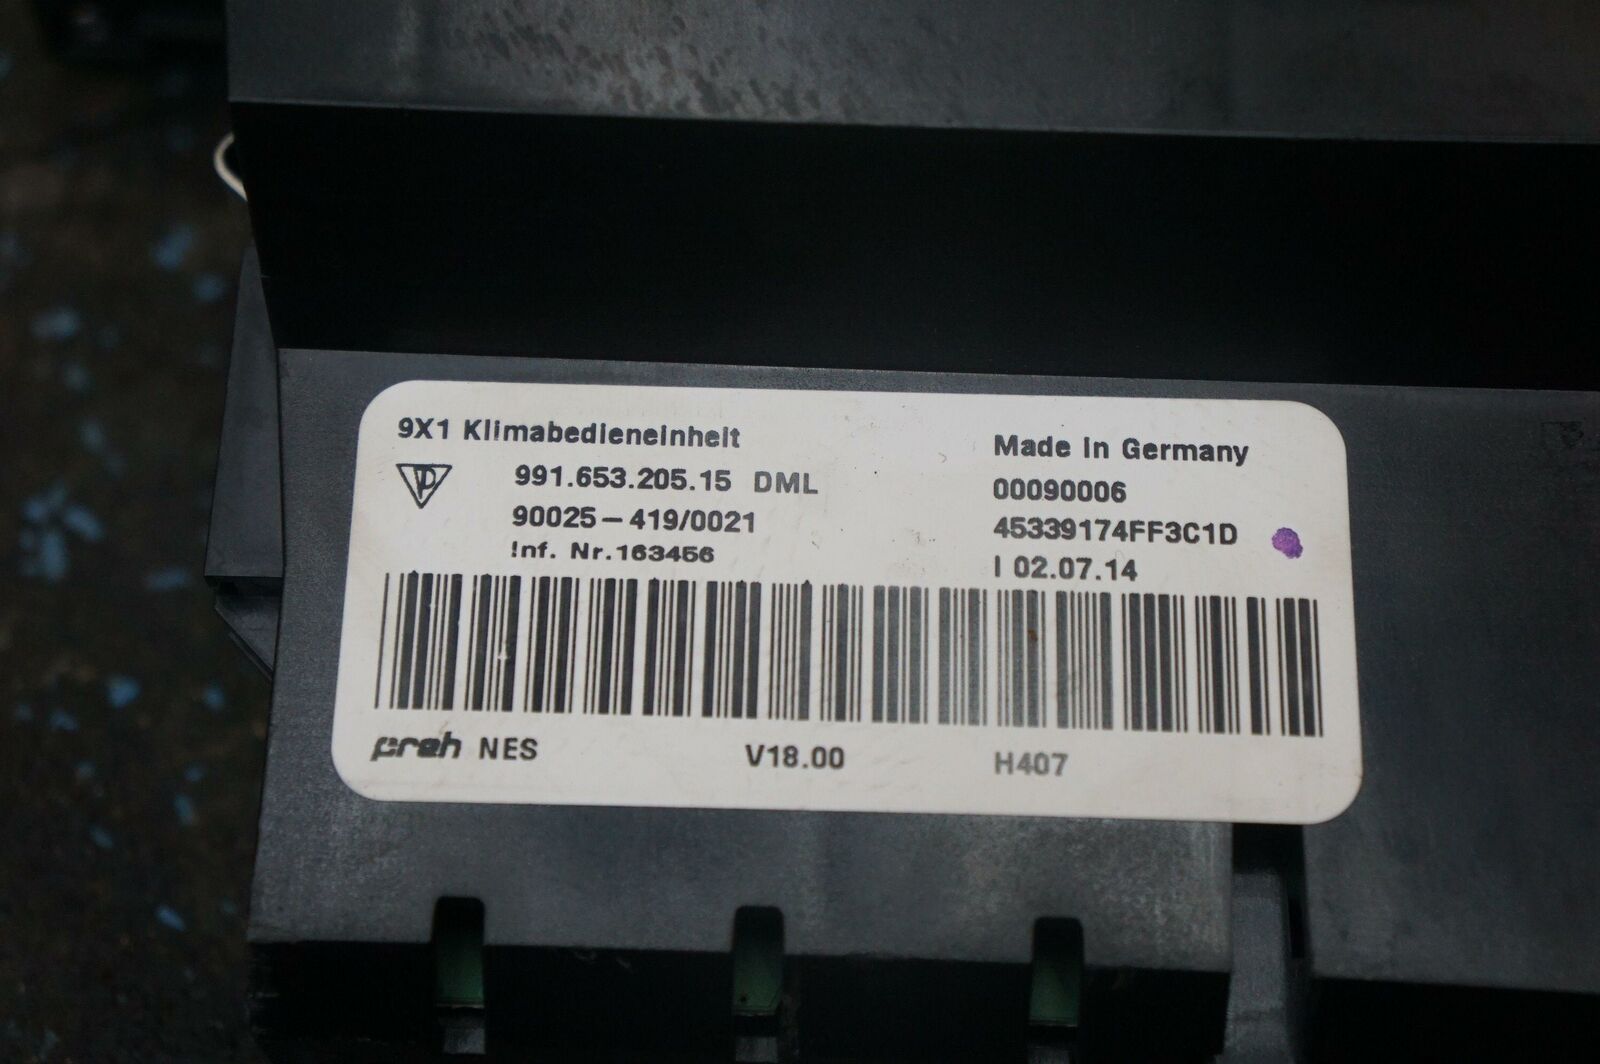 9X1 Klimabedieneinheit
991.653.205.15 DML
90025-419/0021
Inf. Nr.163456
Made in Germany
00090006
45339174FF3C1D
I 02.07.14
preh NES
V18.00
H407